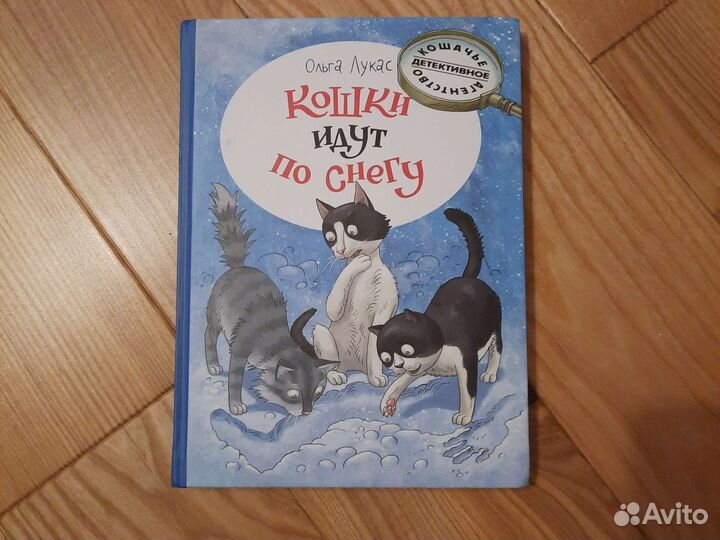 Ольга Лукас
КОШАЧЬЕ
ДЕТЕКТИВНОЕ
АГЕНТСТВО
Кошки
идут
по снегу
Avito